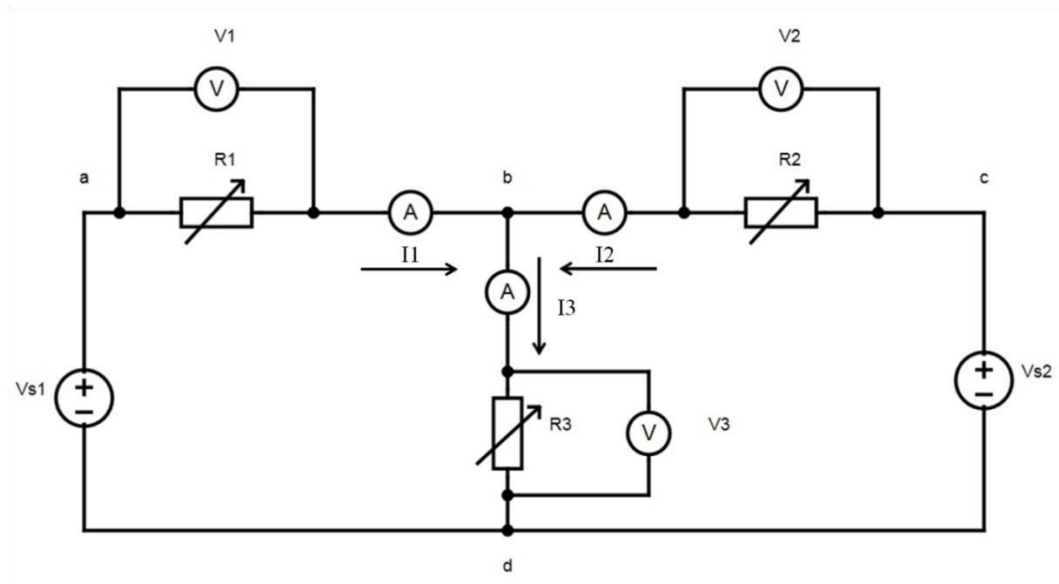 V1
V2
V
V
R1
R2
a
b
c
A
A
I1
I2
A
I3
Vs1
+
−
R3
V
V3
+
−
Vs2
d